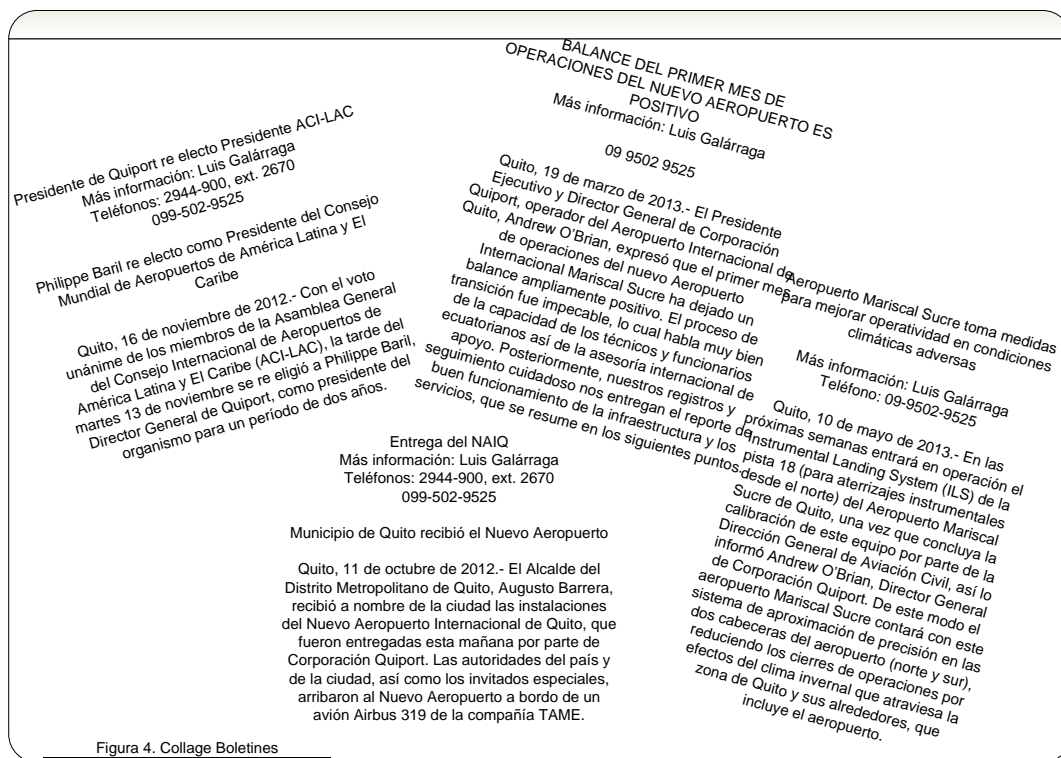 Presidente de Quiport re electo Presidente ACI-LAC
Más información: Luis Galárraga
Teléfonos: 2944-900, ext. 2670
099-502-9525
Philippe Baril re electo como Presidente del Consejo
Mundial de Aeropuertos de América Latina y El
Caribe
Quito, 16 de noviembre de 2012.- Con el voto
unánime de los miembros de la Asamblea General
del Consejo Internacional de Aeropuertos de
América Latina y El Caribe (ACI-LAC), la tarde del
martes 13 de noviembre se re eligió a Philippe Baril,
Director General de Quiport, como presidente del
organismo para un período de dos años.
BALANCE DEL PRIMER MES DE
OPERACIONES DEL NUEVO AEROPUERTO ES
POSITIVO
Más información: Luis Galárraga
09 9502 9525
Quito, 19 de marzo de 2013.- El Presidente
Ejecutivo y Director General de Corporación
Quiport, operador del Aeropuerto Internacional de
Quito, Andrew O'Brian, expresó que el primer mes
de operaciones del nuevo Aeropuerto
Internacional Mariscal Sucre ha dejado un
balance ampliamente positivo. El proceso de
transición fue impecable, lo cual habla muy bien
de la capacidad de los técnicos y funcionarios
ecuatorianos así de la asesoría internacional de
apoyo. Posteriormente, nuestros registros y
seguimiento cuidadoso nos entregan el reporte de
buen funcionamiento de la infraestructura y los
servicios, que se resume en los siguientes puntos.
Aeropuerto Mariscal Sucre toma medidas
para mejorar operatividad en condiciones
climáticas adversas
Más información: Luis Galárraga
Teléfono: 09-9502-9525
Quito, 10 de mayo de 2013.- En las
próximas semanas entrará en operación el
Instrumental Landing System (ILS) de la
pista 18 (para aterrizajes instrumentales
desde el norte) del Aeropuerto Mariscal
Sucre de Quito, una vez que concluya la
calibración de este equipo por parte de la
Dirección General de Aviación Civil, así lo
informó Andrew O'Brian, Director General
de Corporación Quiport. De este modo el
aeropuerto Mariscal Sucre contará con este
sistema de aproximación de precisión en las
dos cabeceras del aeropuerto (norte y sur),
reduciendo los cierres de operaciones por
efectos del clima invernal que atraviesa la
zona de Quito y sus alrededores, que
incluye el aeropuerto.
Entrega del NAIQ
Más información: Luis Galárraga
Teléfonos: 2944-900, ext. 2670
099-502-9525
Municipio de Quito recibió el Nuevo Aeropuerto
Quito, 11 de octubre de 2012.- El Alcalde del
Distrito Metropolitano de Quito, Augusto Barrera,
recibió a nombre de la ciudad las instalaciones
del Nuevo Aeropuerto Internacional de Quito, que
fueron entregadas esta mañana por parte de
Corporación Quiport. Las autoridades del país y
de la ciudad, así como los invitados especiales,
arribaron al Nuevo Aeropuerto a bordo de un
avión Airbus 319 de la compañía TAME.
Figura 4. Collage Boletines